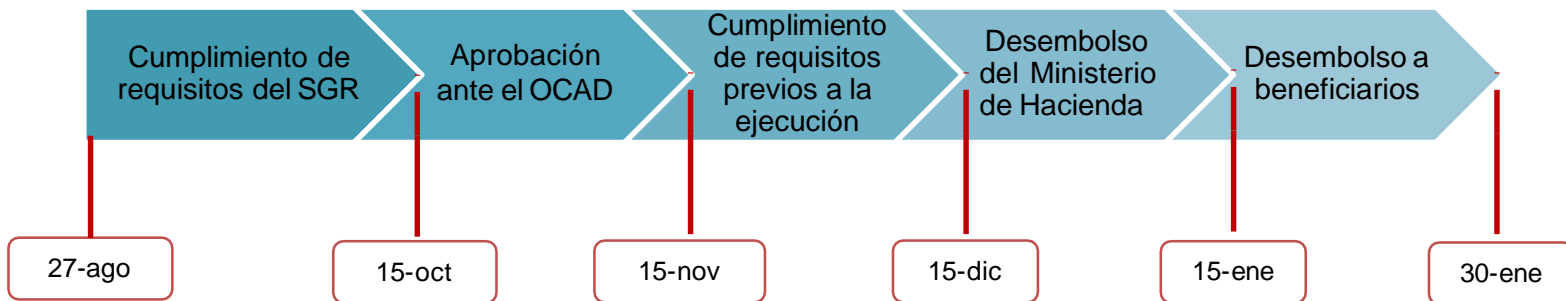 Cumplimiento de
requisitos del SGR
Aprobación
ante el OCAD
Cumplimiento
de requisitos
previos a la
ejecución
Desembolso
del Ministerio
de Hacienda
Desembolso a
beneficiarios
27-ago
15-oct
15-nov
15-dic
15-ene
30-ene